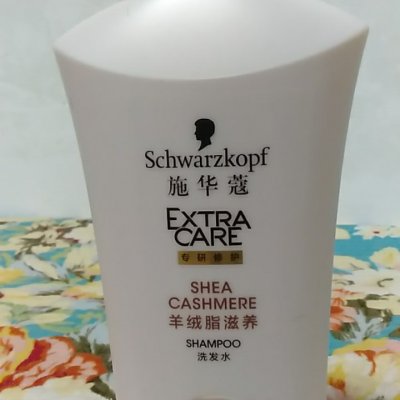 Schwarzkopf
施华蔻
EXTRA
CARE
专研修护
SHEA
CASHMERE
羊绒脂滋养
SHAMPOO
洗发水